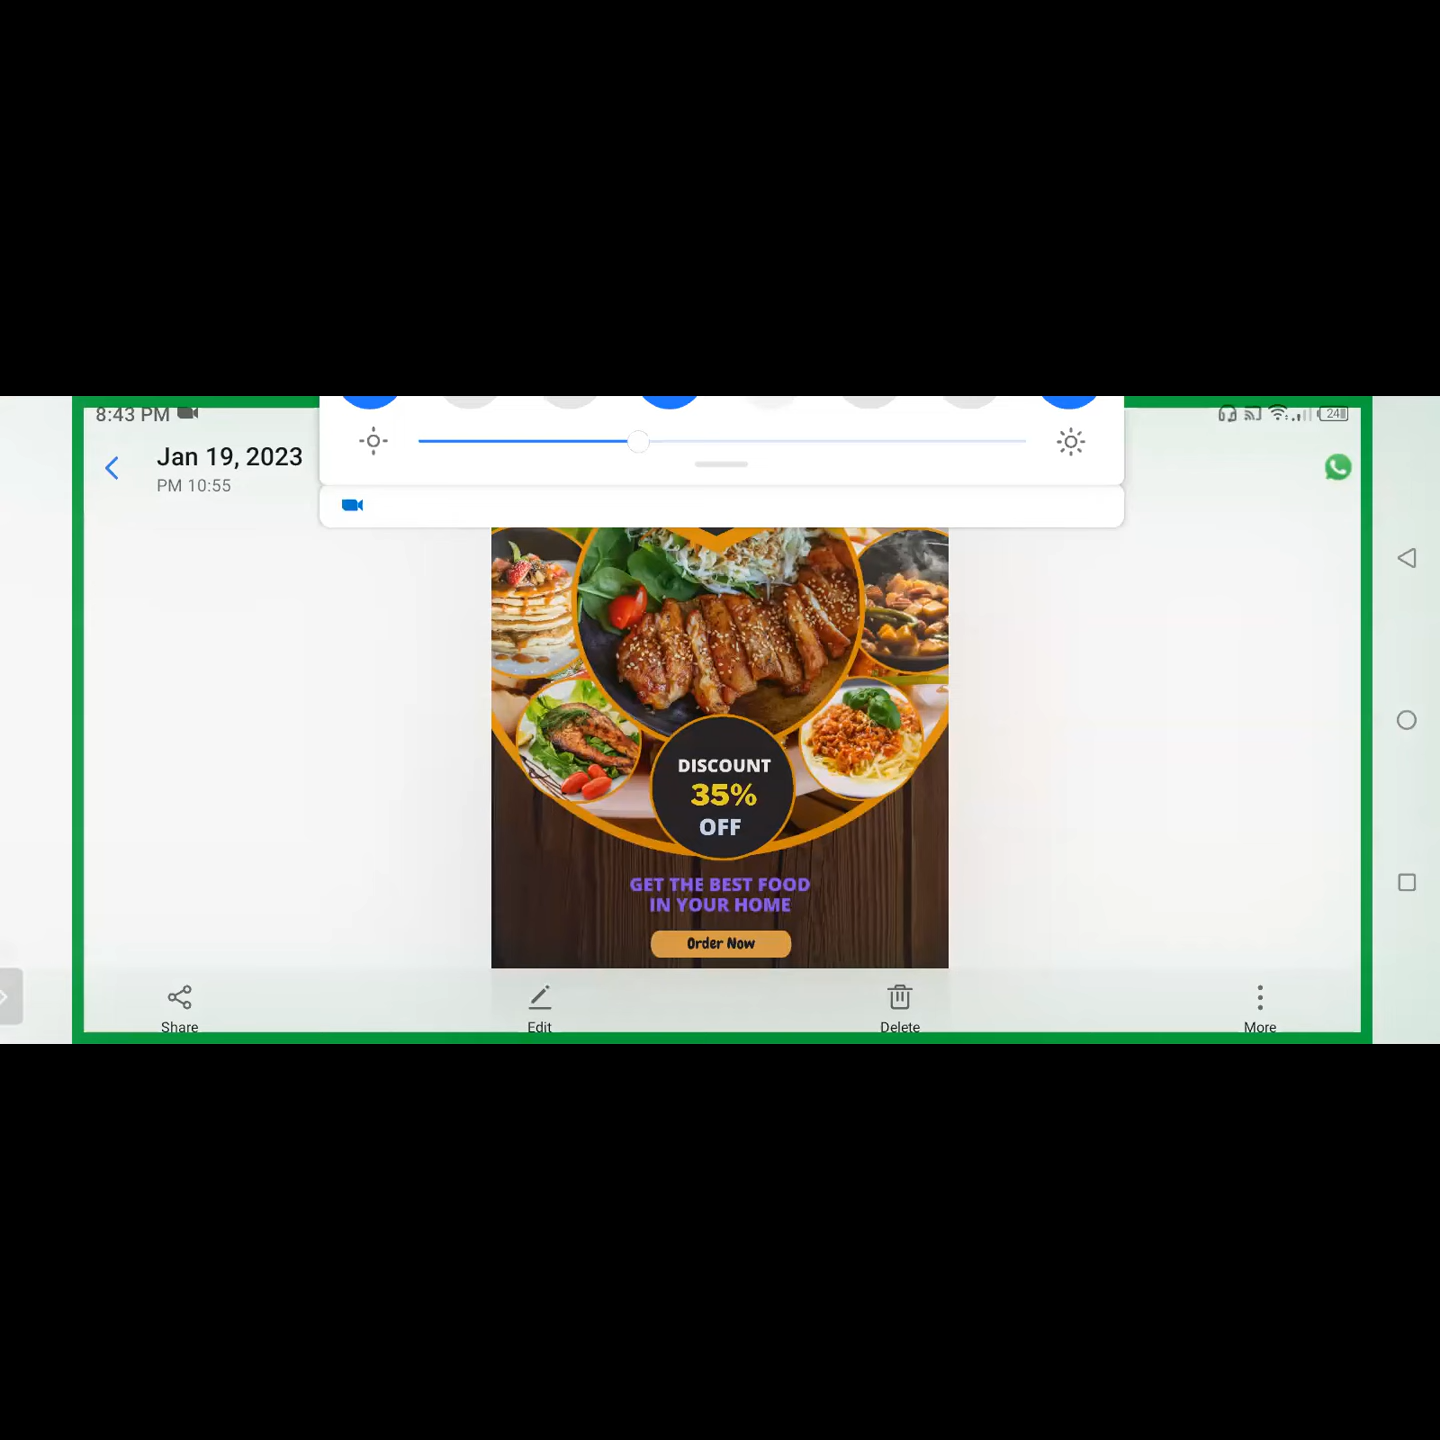 8:43 PM
24
Jan 19, 2023
PM 10:55
DISCOUNT
35%
OFF
GET THE BEST FOOD
IN YOUR HOME
Order Now
Share
Edit
Delete
More